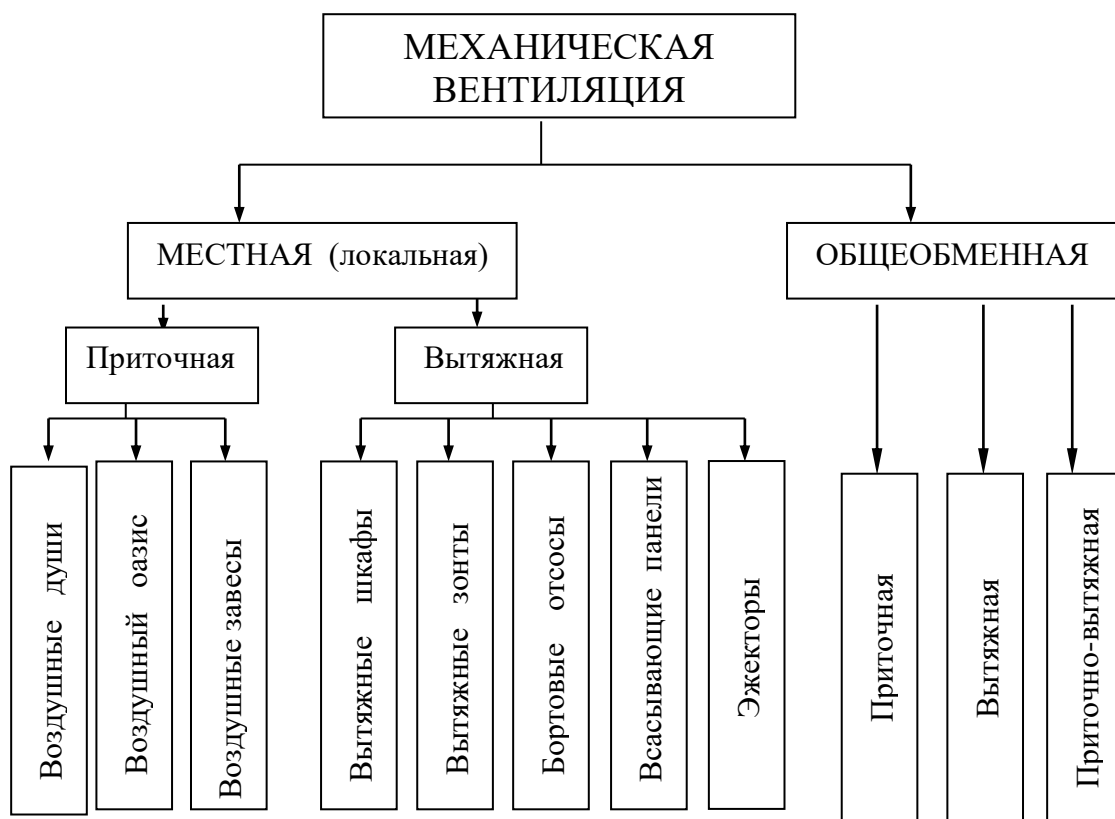 МЕХАНИЧЕСКАЯ
ВЕНТИЛЯЦИЯ
МЕСТНАЯ (локальная)
ОБЩЕОБМЕННАЯ
Приточная
Вытяжная
Воздушные души
Воздушный оазис
Воздушные завесы
Вытяжные шкафы
Вытяжные зонты
Бортовые отсосы
Всасывающие панели
Эжекторы
Приточная
Вытяжная
Приточно-вытяжная